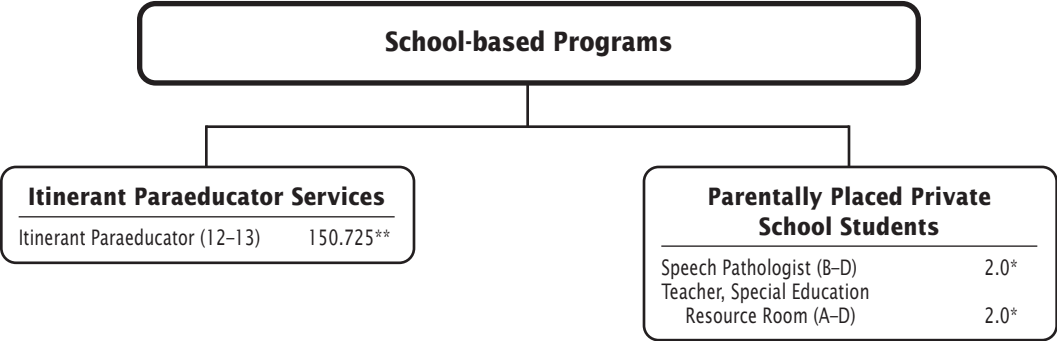 School-based Programs
Itinerant Paraeducator Services
Itinerant Paraeducator (12–13) 150.725**
Parentally Placed Private
School Students
Speech Pathologist (B–D) 2.0*
Teacher, Special Education
Resource Room (A–D) 2.0*